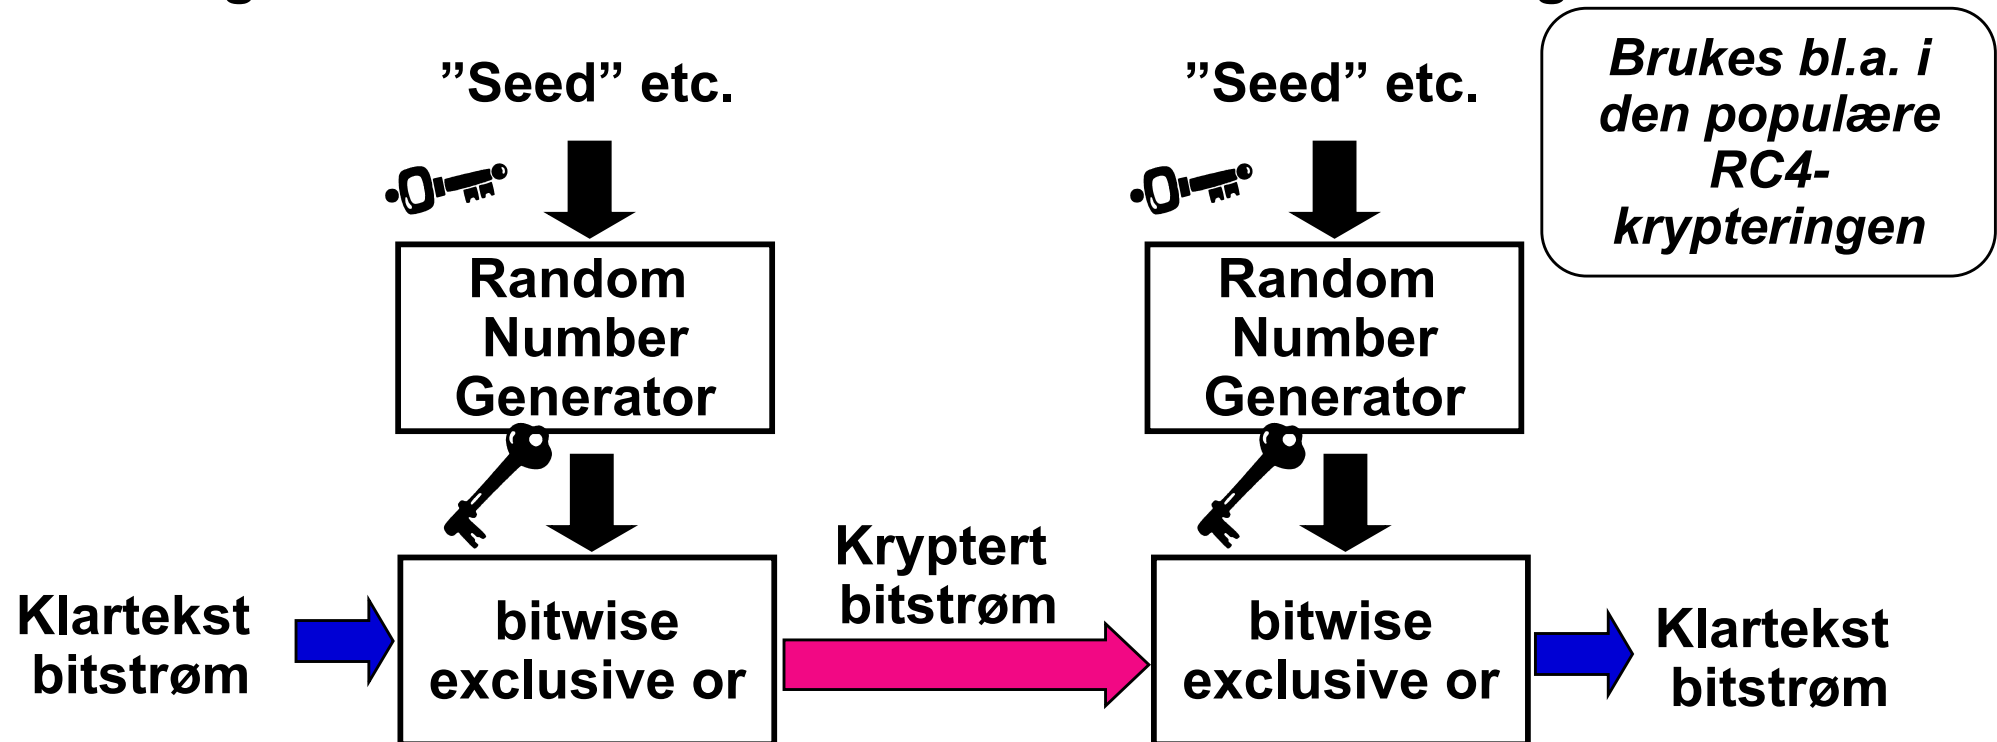 ”Seed” etc.
”Seed” etc.
Brukes bl.a. i
den populære
RC4-
krypteringen
Random
Number
Generator
Random
Number
Generator
Klartekst
bitstrøm
bitwise
exclusive or
Kryptert
bitstrøm
bitwise
exclusive or
Klartekst
bitstrøm